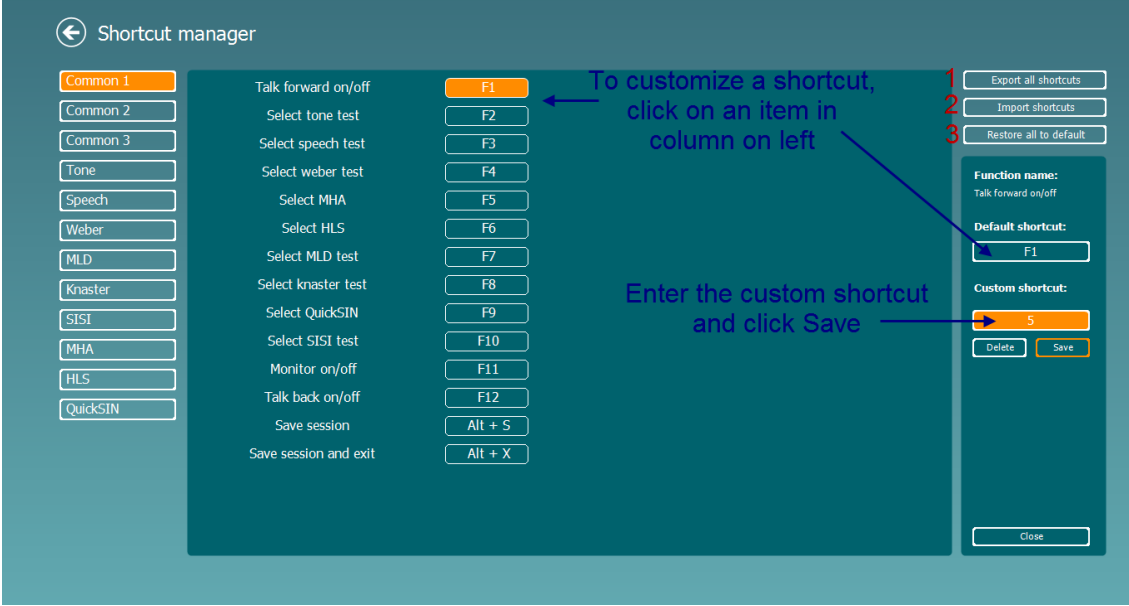 Shortcut manager
Common 1
Common 2
Common 3
Tone
Speech
Weber
MLD
Knaster
SISI
MHA
HLS
QuickSIN
Talk forward on/off F1
Select tone test F2
Select speech test F3
Select weber test F4
Select MHA F5
Select HLS F6
Select MLD test F7
Select knaster test F8
Select QuickSIN F9
Select SISI test F10
Monitor on/off F11
Talk back on/off F12
Save session Alt + S
Save session and exit Alt + X
To customize a shortcut,
click on an item in
column on left
Enter the custom shortcut
and click Save
1 Export all shortcuts
2 Import shortcuts
3 Restore all to default
Function name:
Talk forward on/off
Default shortcut:
F1
Custom shortcut:
5
Delete Save
Close